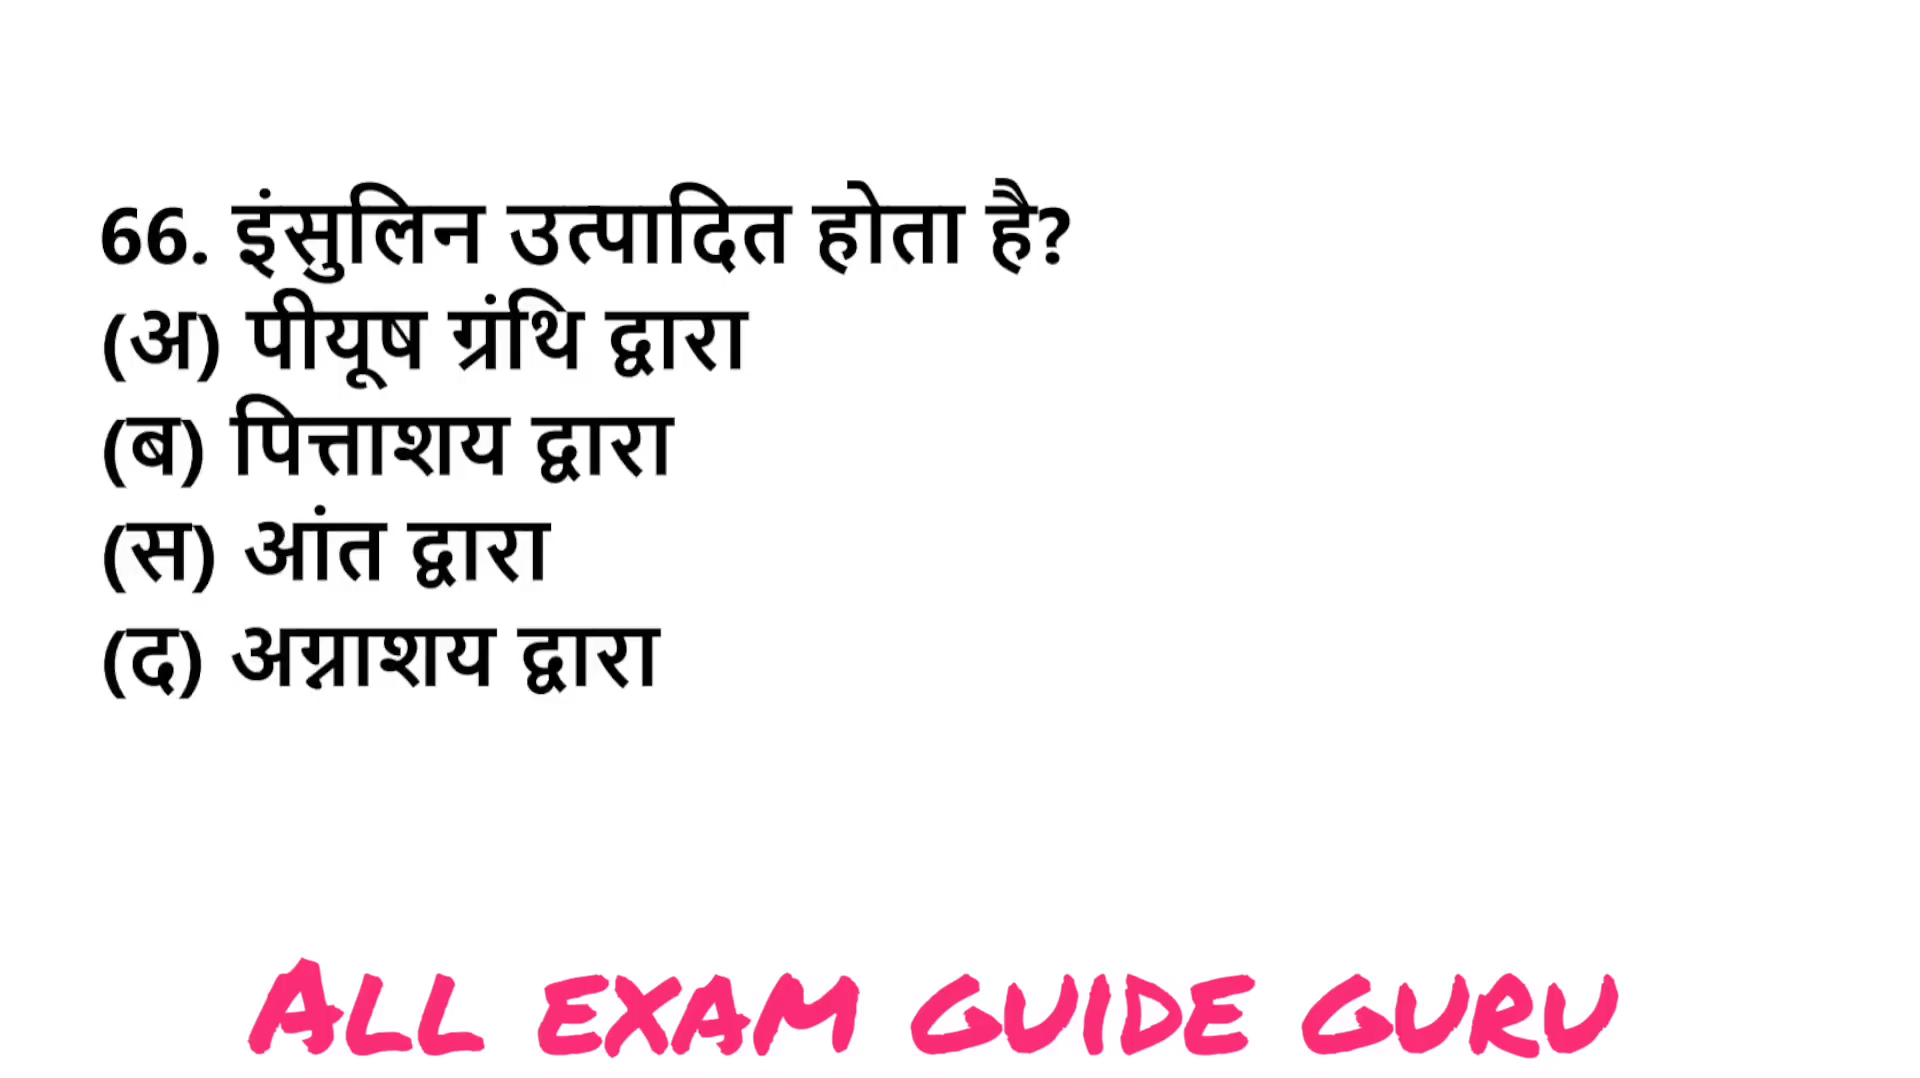 66. इंसुलिन उत्पादित होता है?
(अ) पीयूष ग्रंथि द्वारा
(ब) पित्ताशय द्वारा
(स) आंत द्वारा
(द) अग्नाशय द्वारा
ALL EXAM GUIDE GURU